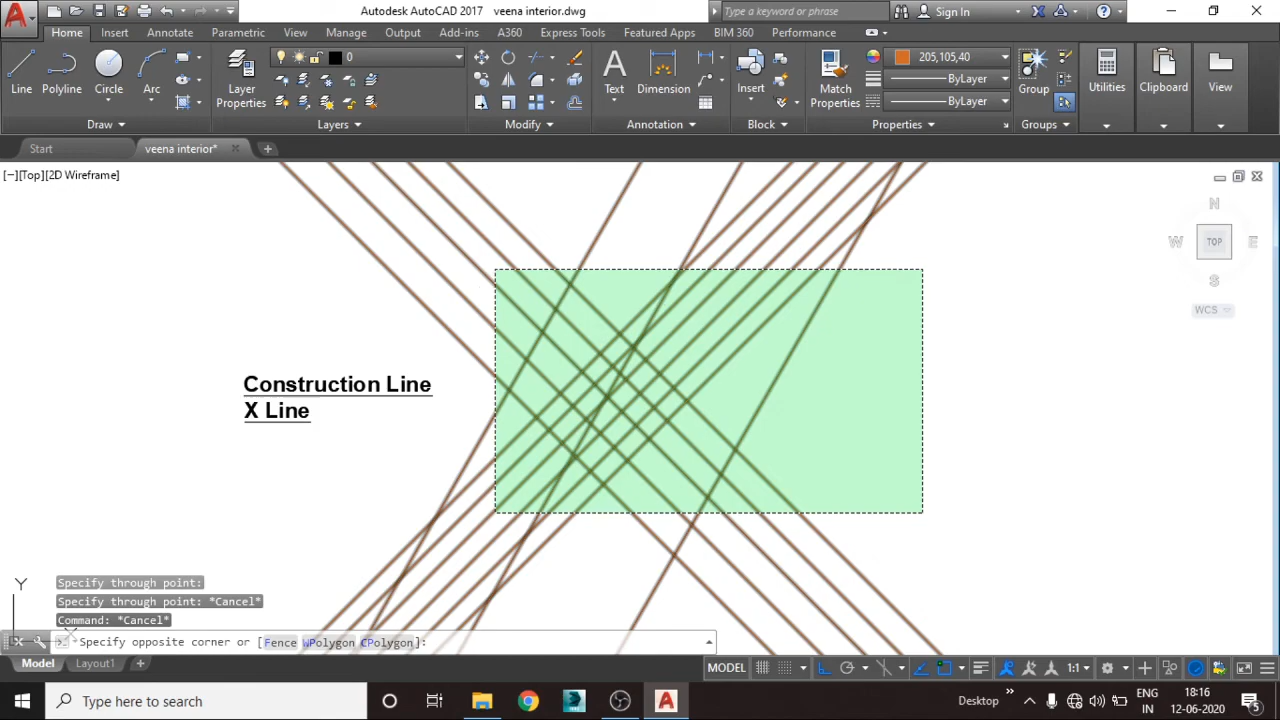 Autodesk AutoCAD 2017 veena interior.dwg
Type a keyword or phrase
Sign In
Home Insert Annotate Parametric View Manage Output Add-ins A360 Express Tools Featured Apps BIM 360 Performance
0
205,105,40
ByLayer
ByLayer
Line Polyline Circle Arc
Layer Properties
Text Dimension
Insert
Match Properties
Group
Utilities
Clipboard
View
Draw Layers Modify Annotation Block Properties Groups
Start veena interior*
[−][Top][2D Wireframe]
N
W TOP E
S
WCS
Construction Line
X Line
Y
Specify through point:
Specify through point: *Cancel*
Command: *Cancel*
Specify opposite corner or [Fence WPolygon CPolygon]:
Model Layout1
MODEL
1:1
Type here to search
Desktop
ENG
IN
18:16
12-06-2020
5